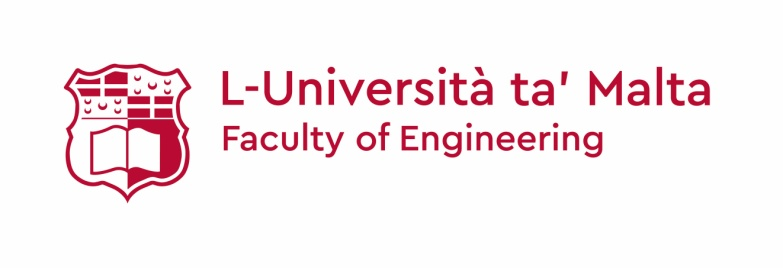 L-Università ta' Malta
Faculty of Engineering